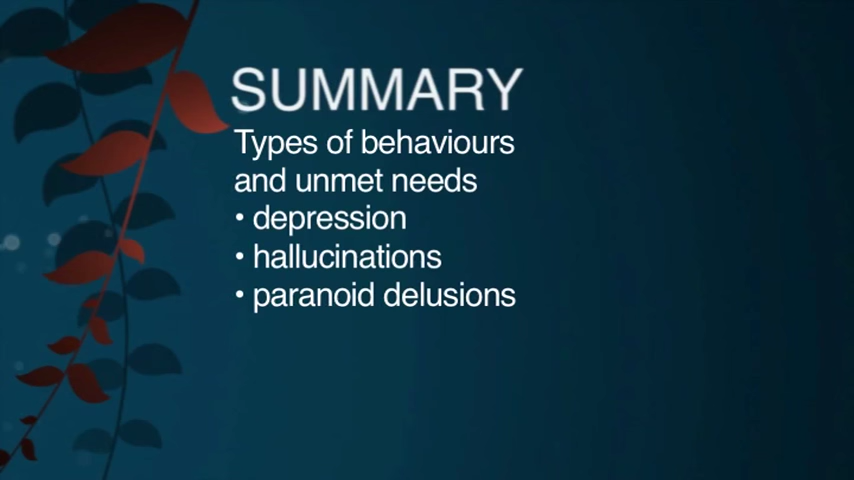 SUMMARY
Types of behaviours
and unmet needs
• depression
• hallucinations
• paranoid delusions